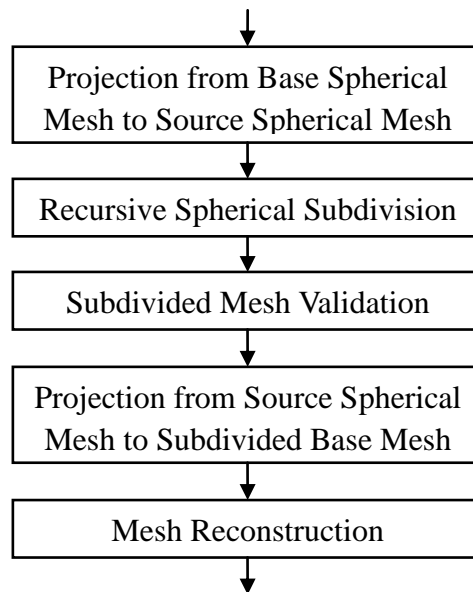 Projection from Base Spherical
Mesh to Source Spherical Mesh
Recursive Spherical Subdivision
Subdivided Mesh Validation
Projection from Source Spherical
Mesh to Subdivided Base Mesh
Mesh Reconstruction